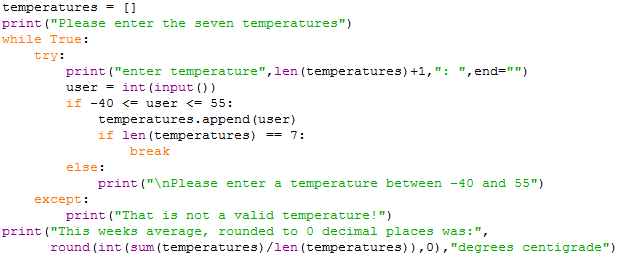 temperatures = []
print("Please enter the seven temperatures")
while True:
    try:
        print("enter temperature",len(temperatures)+1,": ",end="")
        user = int(input())
        if -40 <= user <= 55:
            temperatures.append(user)
            if len(temperatures) == 7:
                break
        else:
            print("\nPlease enter a temperature between -40 and 55")
    except:
        print("That is not a valid temperature!")
print("This weeks average, rounded to 0 decimal places was:",
      round(int(sum(temperatures)/len(temperatures)),0),"degrees centigrade")